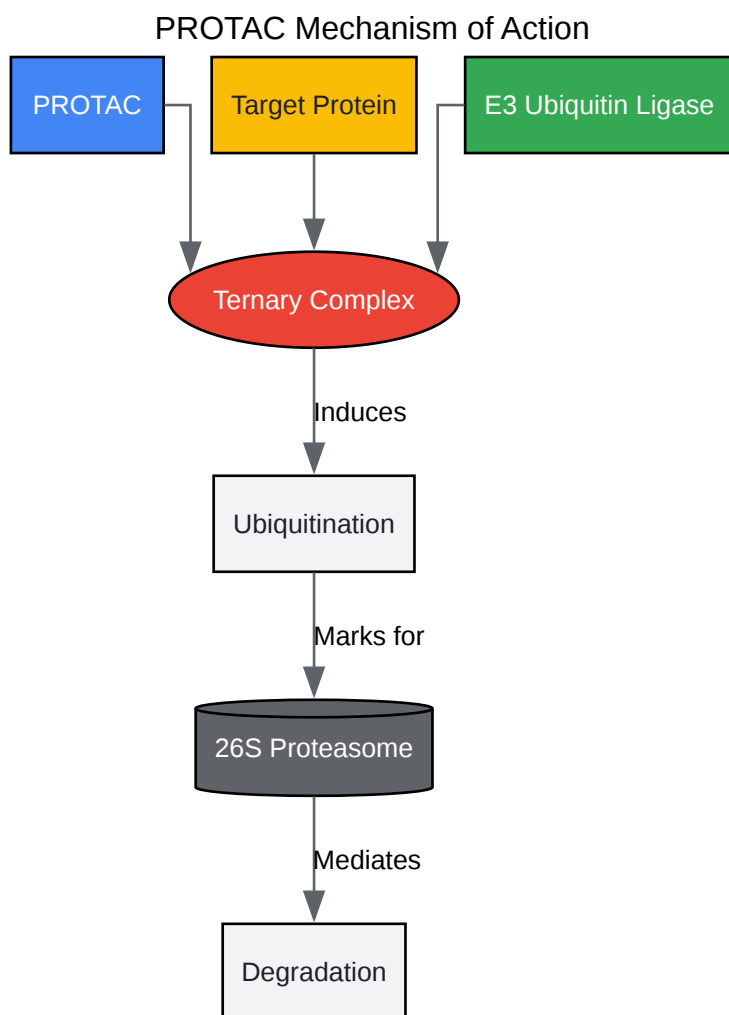 PROTAC Mechanism of Action
PROTAC
Target Protein
E3 Ubiquitin Ligase
Ternary Complex
Induces
Ubiquitination
Marks for
26S Proteasome
Mediates
Degradation